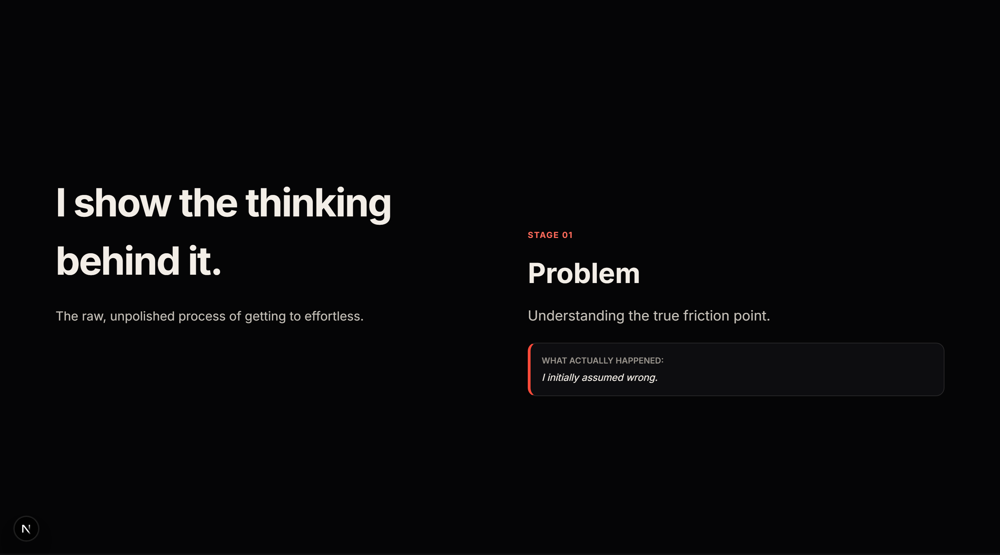 I show the thinking
behind it.
The raw, unpolished process of getting to effortless.
STAGE 01
Problem
Understanding the true friction point.
WHAT ACTUALLY HAPPENED:
I initially assumed wrong.
N